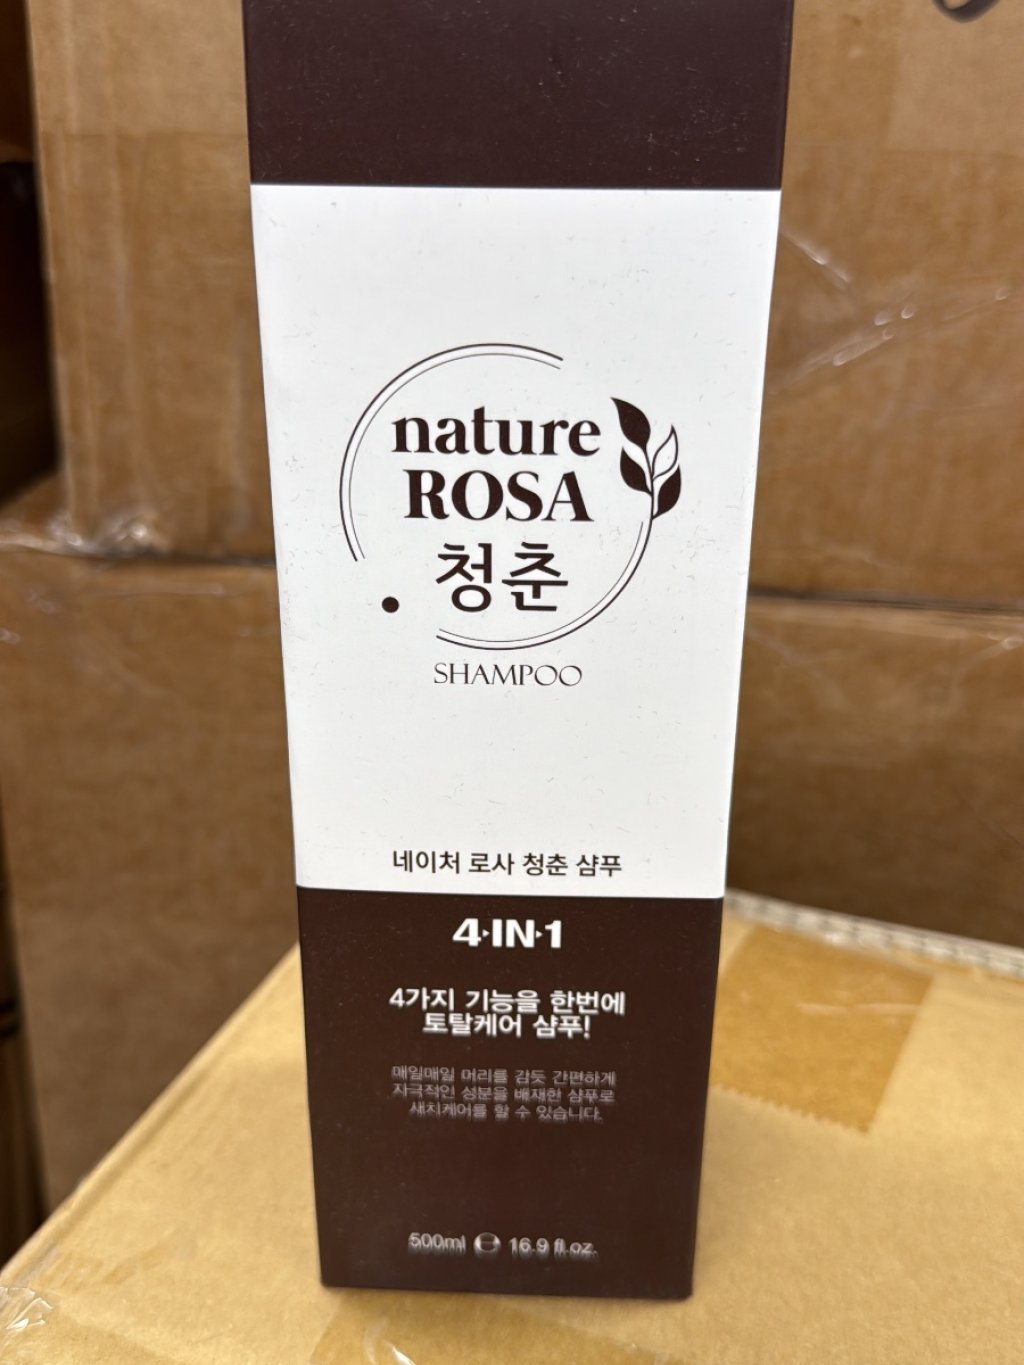 nature
ROSA
청춘
SHAMPOO
네이처 로사 청춘 샴푸
4·IN·1
4가지 기능을 한번에
토탈케어 샴푸!
매일매일 머리를 감듯 간편하게
자극적인 성분을 배재한 샴푸로
새치케어를 할 수 있습니다.
500ml ℮ 16.9 fl.oz.